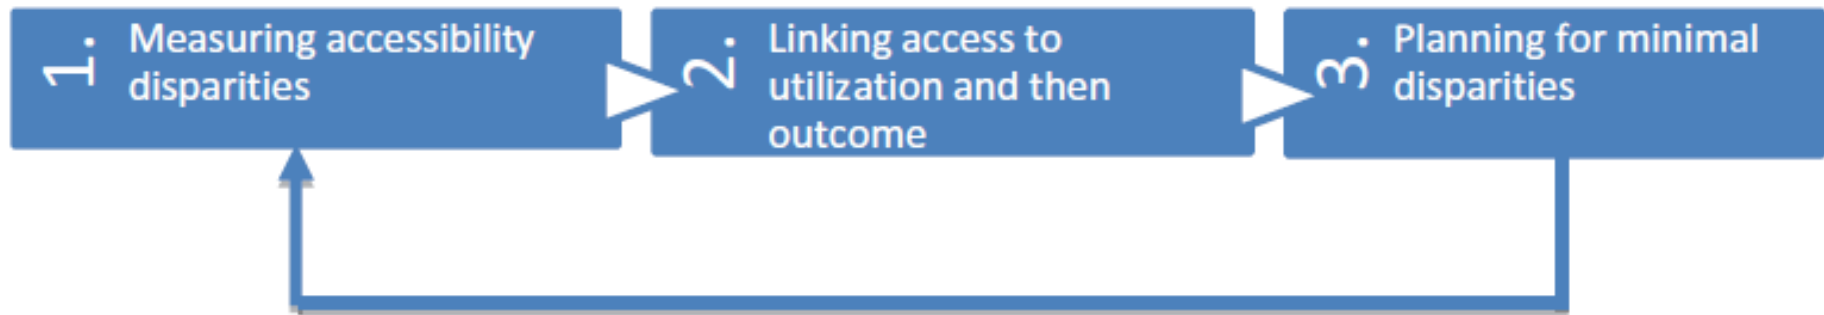 1.
Measuring accessibility
disparities
2.
Linking access to
utilization and then
outcome
3.
Planning for minimal
disparities